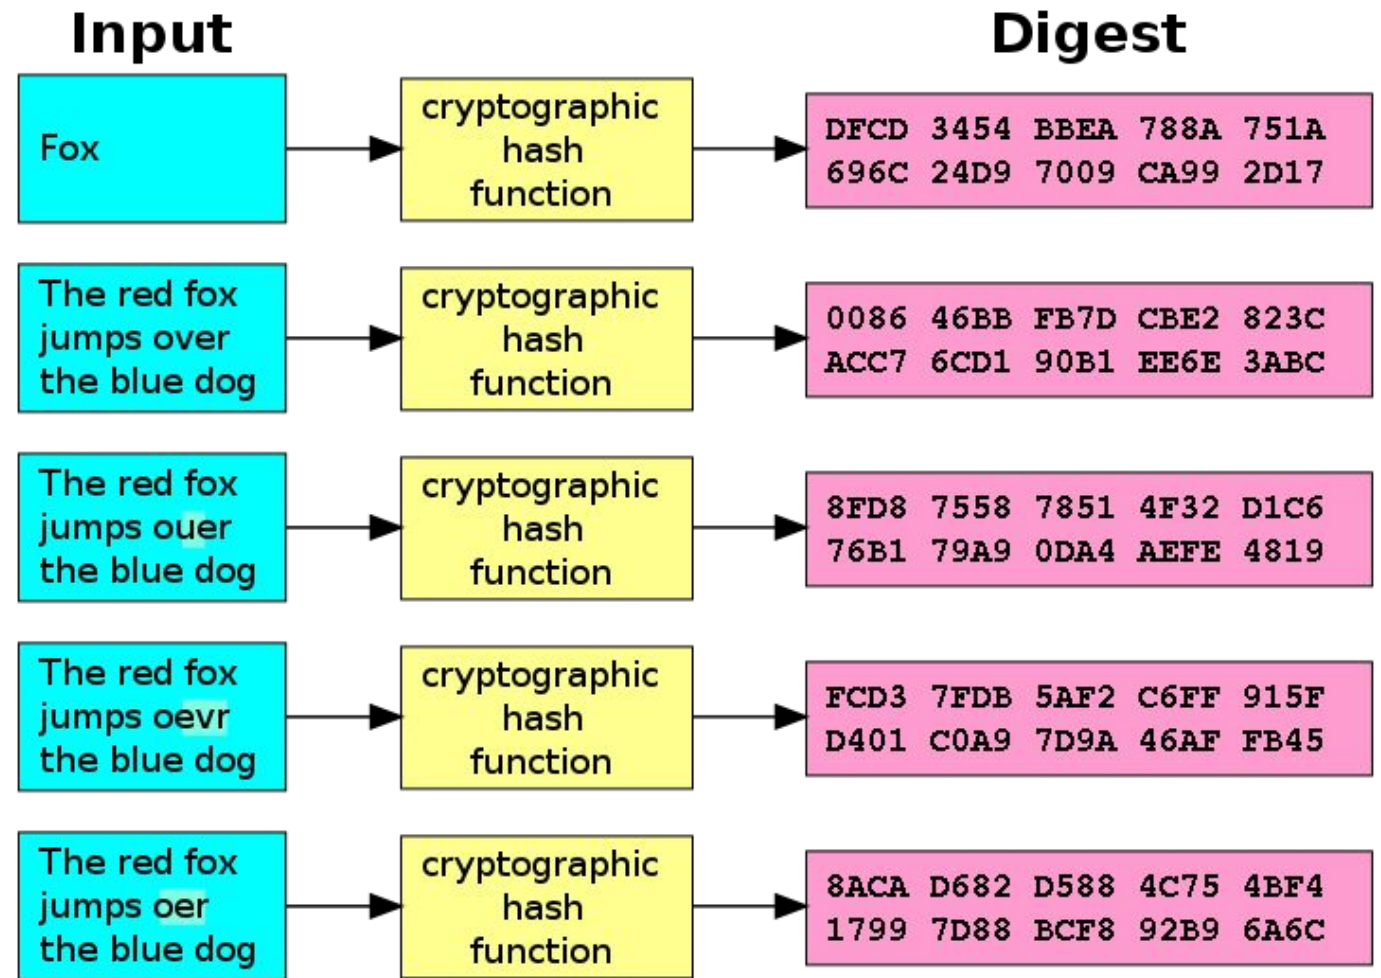 Input
Digest
Fox
cryptographic
hash
function
DFCD 3454 BBEA 788A 751A
696C 24D9 7009 CA99 2D17
The red fox
jumps over
the blue dog
cryptographic
hash
function
0086 46BB FB7D CBE2 823C
ACC7 6CD1 90B1 EE6E 3ABC
The red fox
jumps ouer
the blue dog
cryptographic
hash
function
8FD8 7558 7851 4F32 D1C6
76B1 79A9 0DA4 AEFE 4819
The red fox
jumps oevr
the blue dog
cryptographic
hash
function
FCD3 7FDB 5AF2 C6FF 915F
D401 C0A9 7D9A 46AF FB45
The red fox
jumps oer
the blue dog
cryptographic
hash
function
8ACA D682 D588 4C75 4BF4
1799 7D88 BCF8 92B9 6A6C